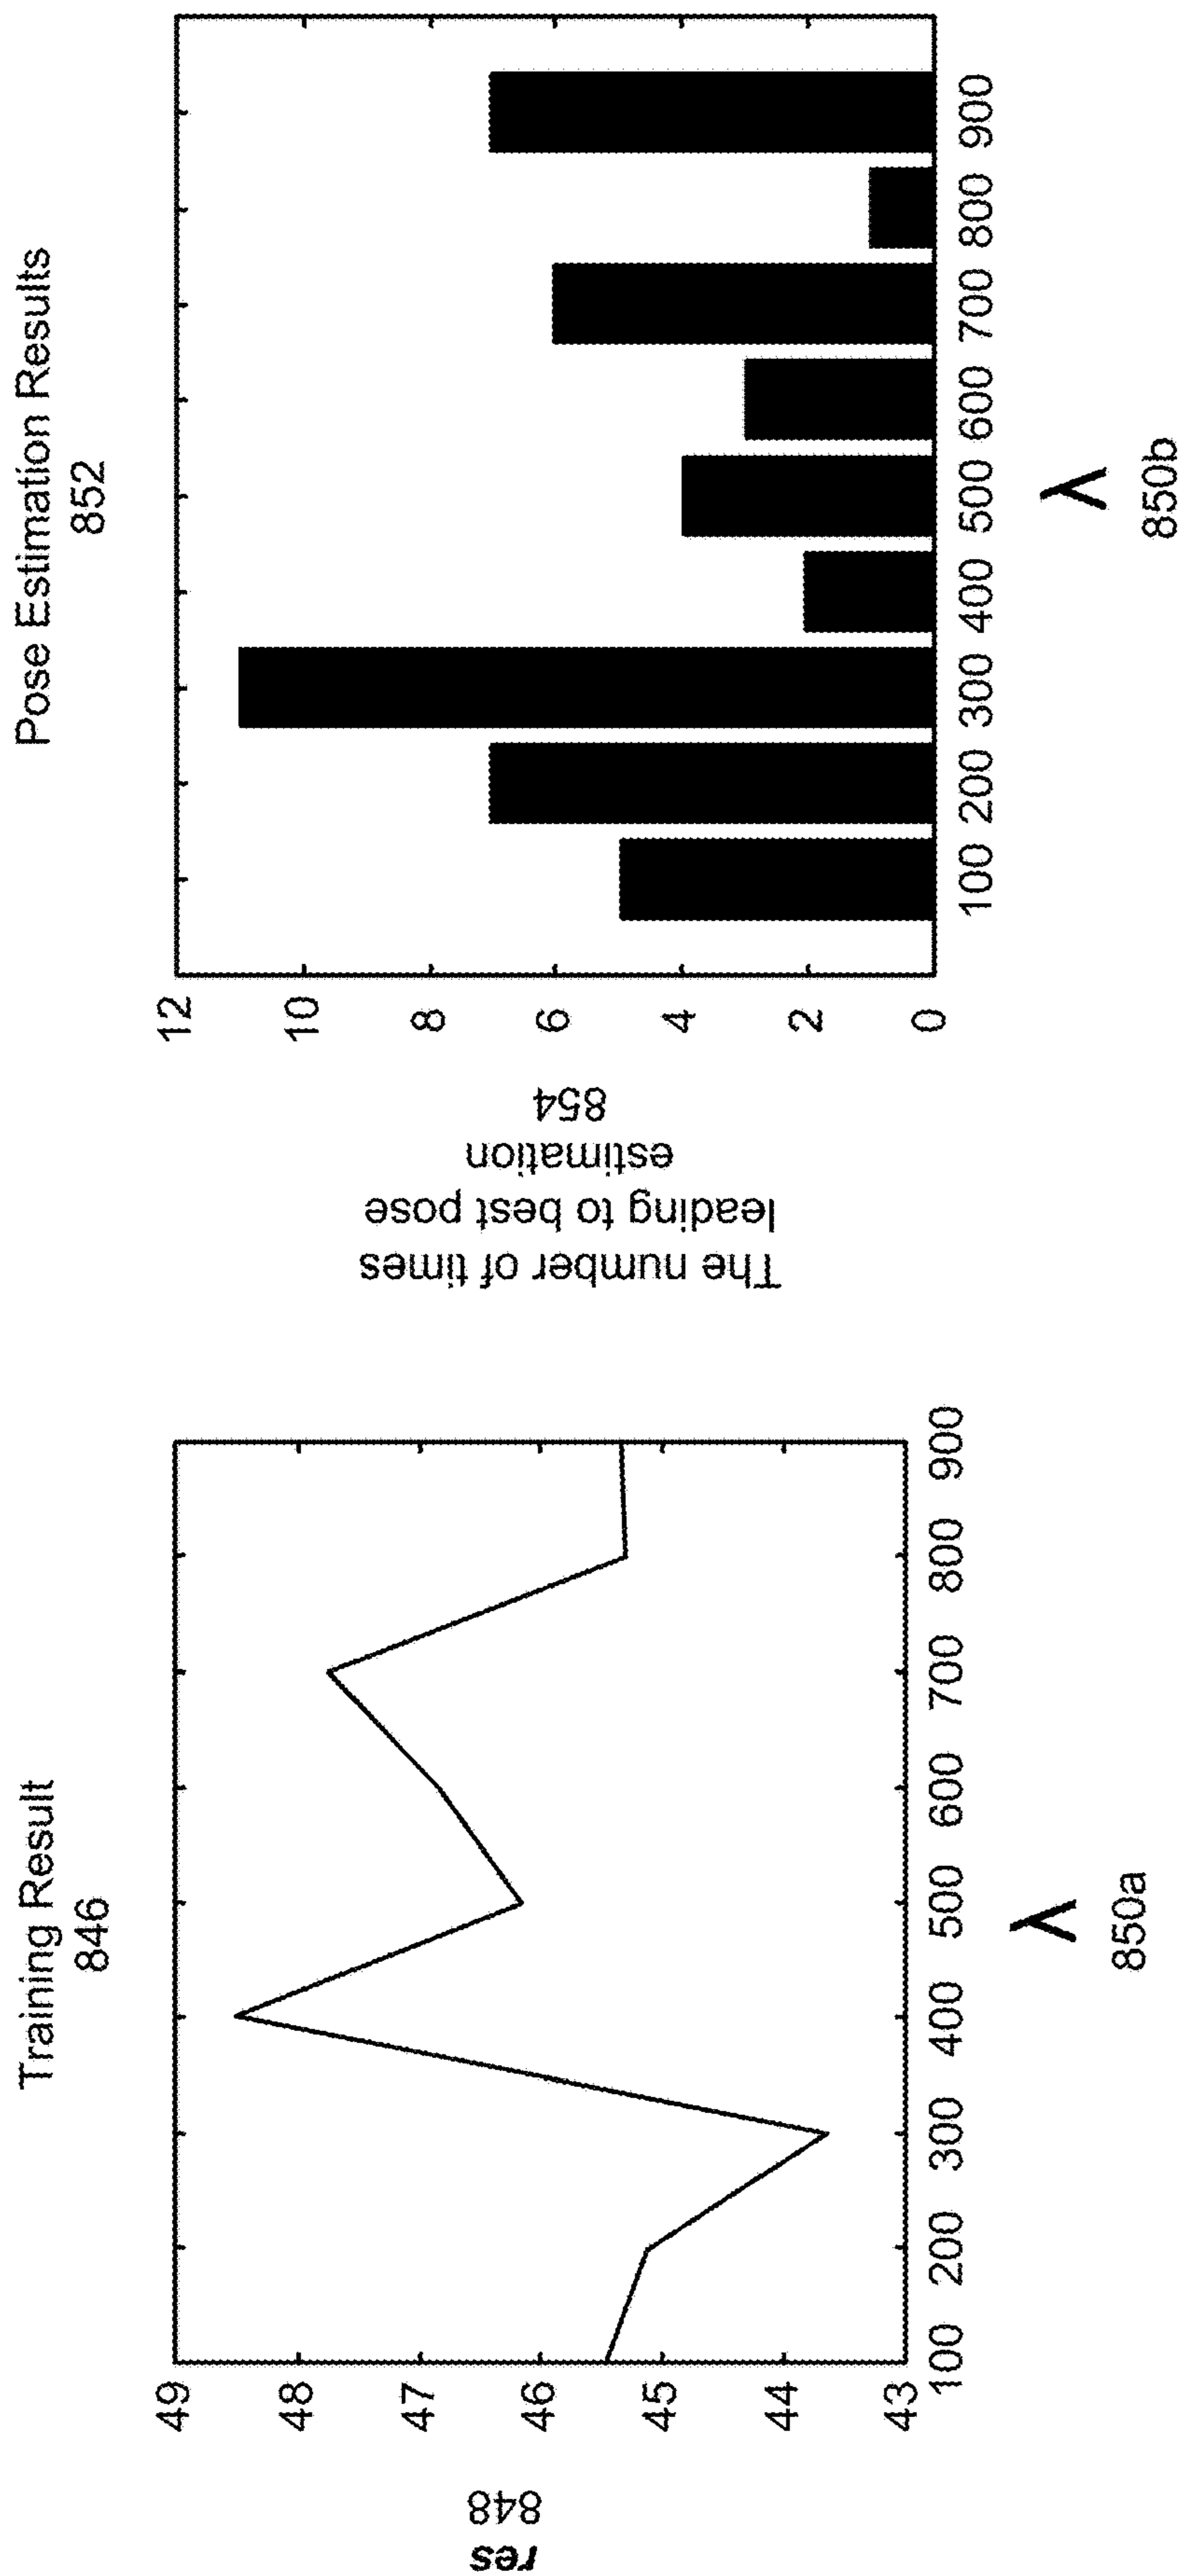 Training Result
846
49
48
47
46
45
44
43
res
848
100 200 300 400 500 600 700 800 900
λ
850a
Pose Estimation Results
852
12
10
8
6
4
2
0
The number of times
leading to best pose
estimation
854
100 200 300 400 500 600 700 800 900
λ
850b